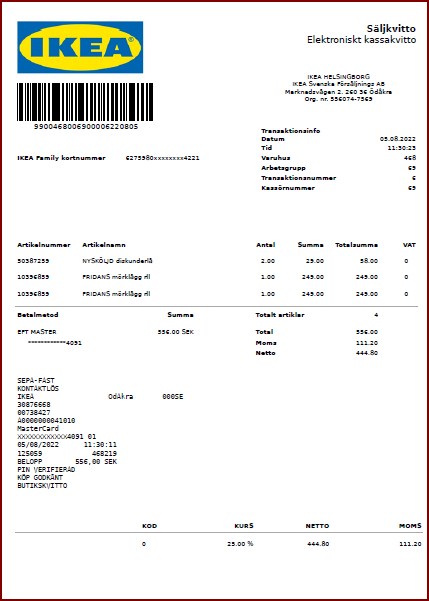 IKEA
Säljkvitto
Elektroniskt kassakvitto
IKEA HELSINGBORG
IKEA Svenska Försäljnings AB
Marknadsvägen 2. 260 36 Ödåkra
Org. nr. 556074-7569
9900468006900006220805
Transaktionsinfo
Datum 05.08.2022
Tid 11:30:23
IKEA Family kortnummer 6275980xxxxxxxx4221
Varuhus 468
Arbetsgrupp 69
Transaktionsnummer 6
Kassörnummer 69
Artikelnummer Artikelnamn Antal Summa Totalsumma VAT
50387259 NYSKÖLJD diskunderlä 2.00 29.00 58.00 0
10396859 FRIDANS mörklägg rll 1.00 249.00 249.00 0
10396859 FRIDANS mörklägg rll 1.00 249.00 249.00 0
Betalmetod Summa Totalt artiklar 4
EFT MASTER 556.00 SEK Total 556.00
************4091 Moms 111.20
Netto 444.80
SEPA-FAST
KONTAKTLÖS
IKEA Odåkra 000SE
30876668
00738427
A0000000041010
MasterCard
XXXXXXXXXXXX4091 01
05/08/2022 11:30:11
125059 468219
BELOPP 556,00 SEK
PIN VERIFIERAD
KÖP GODKÄNT
BUTIKSKVITTO
KOD KURS NETTO MOMS
0 25.00 % 444.80 111.20